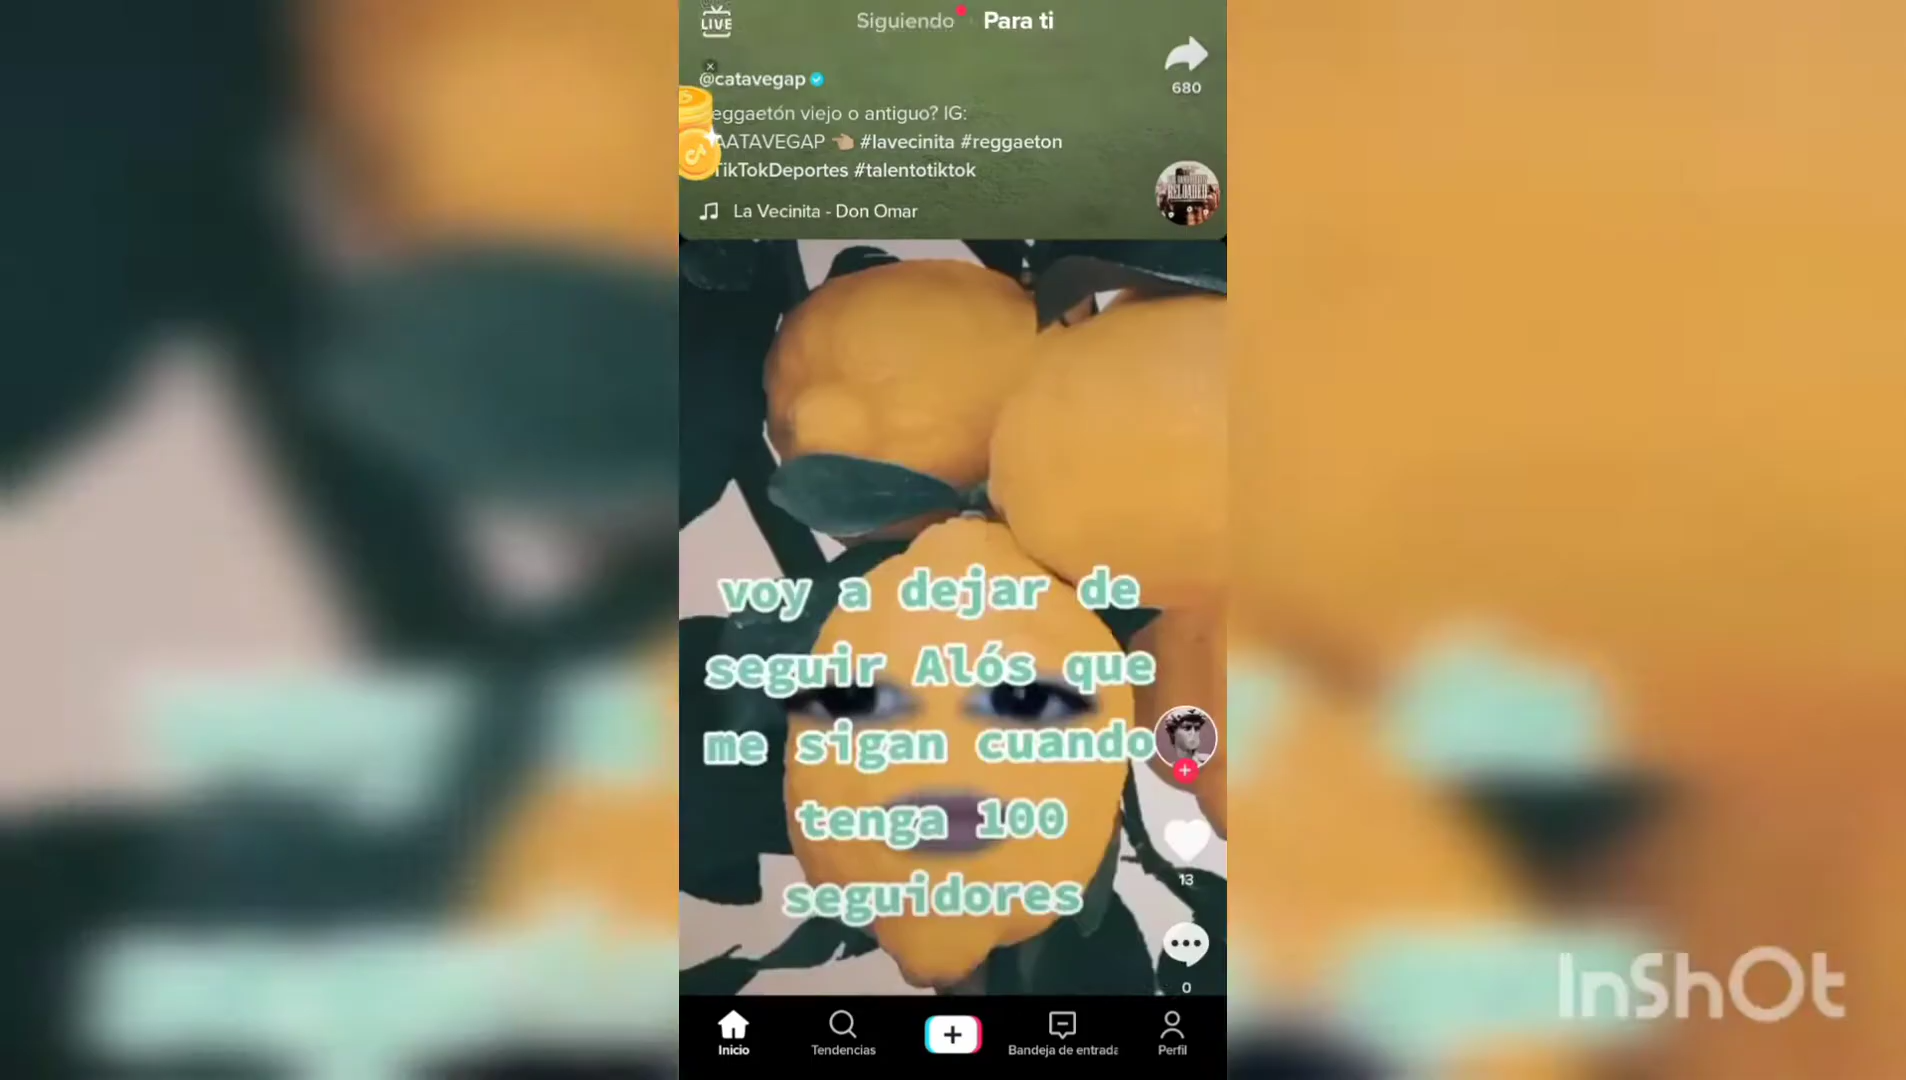 LIVE
Siguiendo Para ti
@catavegap
680
eggaetón viejo o antiguo? IG:
AATAVEGAP #lavecinita #reggaeton
TikTokDeportes #talentotiktok
RELOADED
La Vecinita - Don Omar
voy a dejar de
seguir Alós que
me sigan cuando
tenga 100
seguidores
13
0
Inicio
Tendencias
Bandeja de entrada
Perfil
InShOt